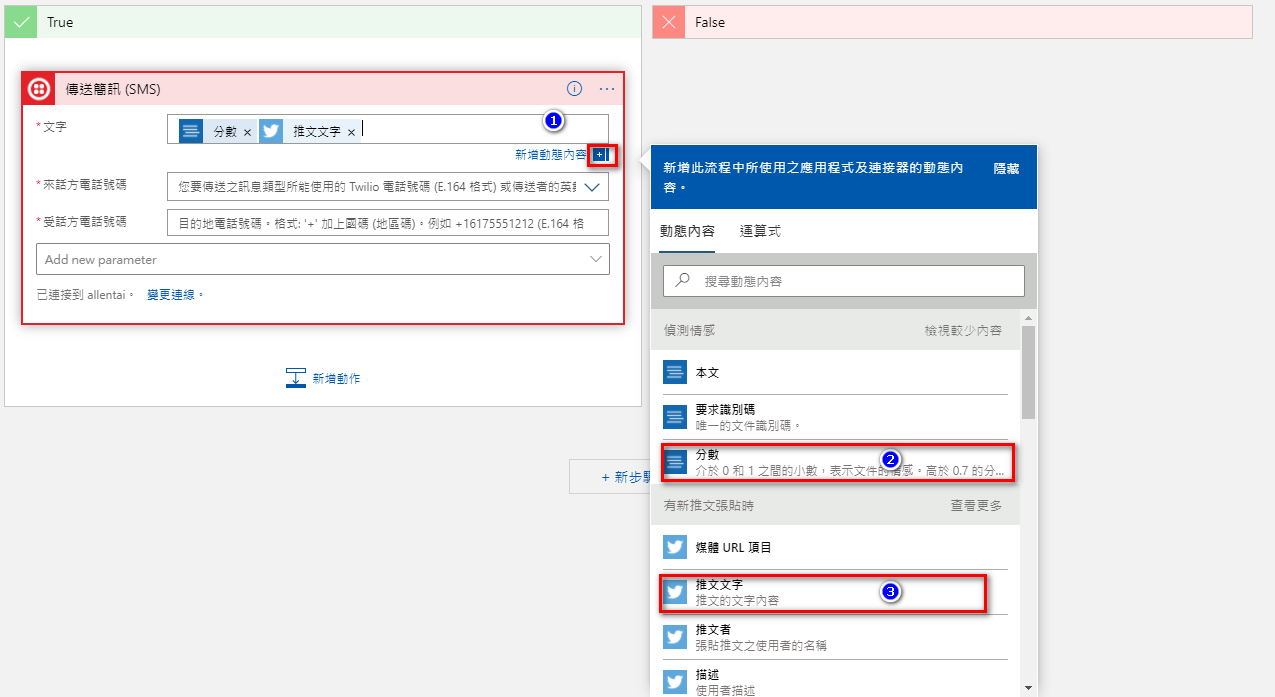 True
False
傳送簡訊 (SMS)
*文字
分數 ×
推文文字 ×
1
新增動態內容
*來話方電話號碼
您要傳送之訊息類型所能使用的 Twilio 電話號碼 (E.164 格式) 或傳送者的英
*受話方電話號碼
目的地電話號碼。格式: '+' 加上國碼 (地區碼)。例如 +16175551212 (E.164 格
Add new parameter
已連接到 allentai。 變更連線。
新增動作
+ 新步
新增此流程中所使用之應用程式及連接器的動態內
容。
隱藏
動態內容
運算式
搜尋動態內容
偵測情感
檢視較少內容
本文
要求識別碼
唯一的文件識別碼。
分數
2
介於 0 和 1 之間的小數，表示文件的情感。高於 0.7 的分...
有新推文張貼時
查看更多
媒體 URL 項目
推文文字
3
推文的文字內容
推文者
張貼推文之使用者的名稱
描述
使用者描述